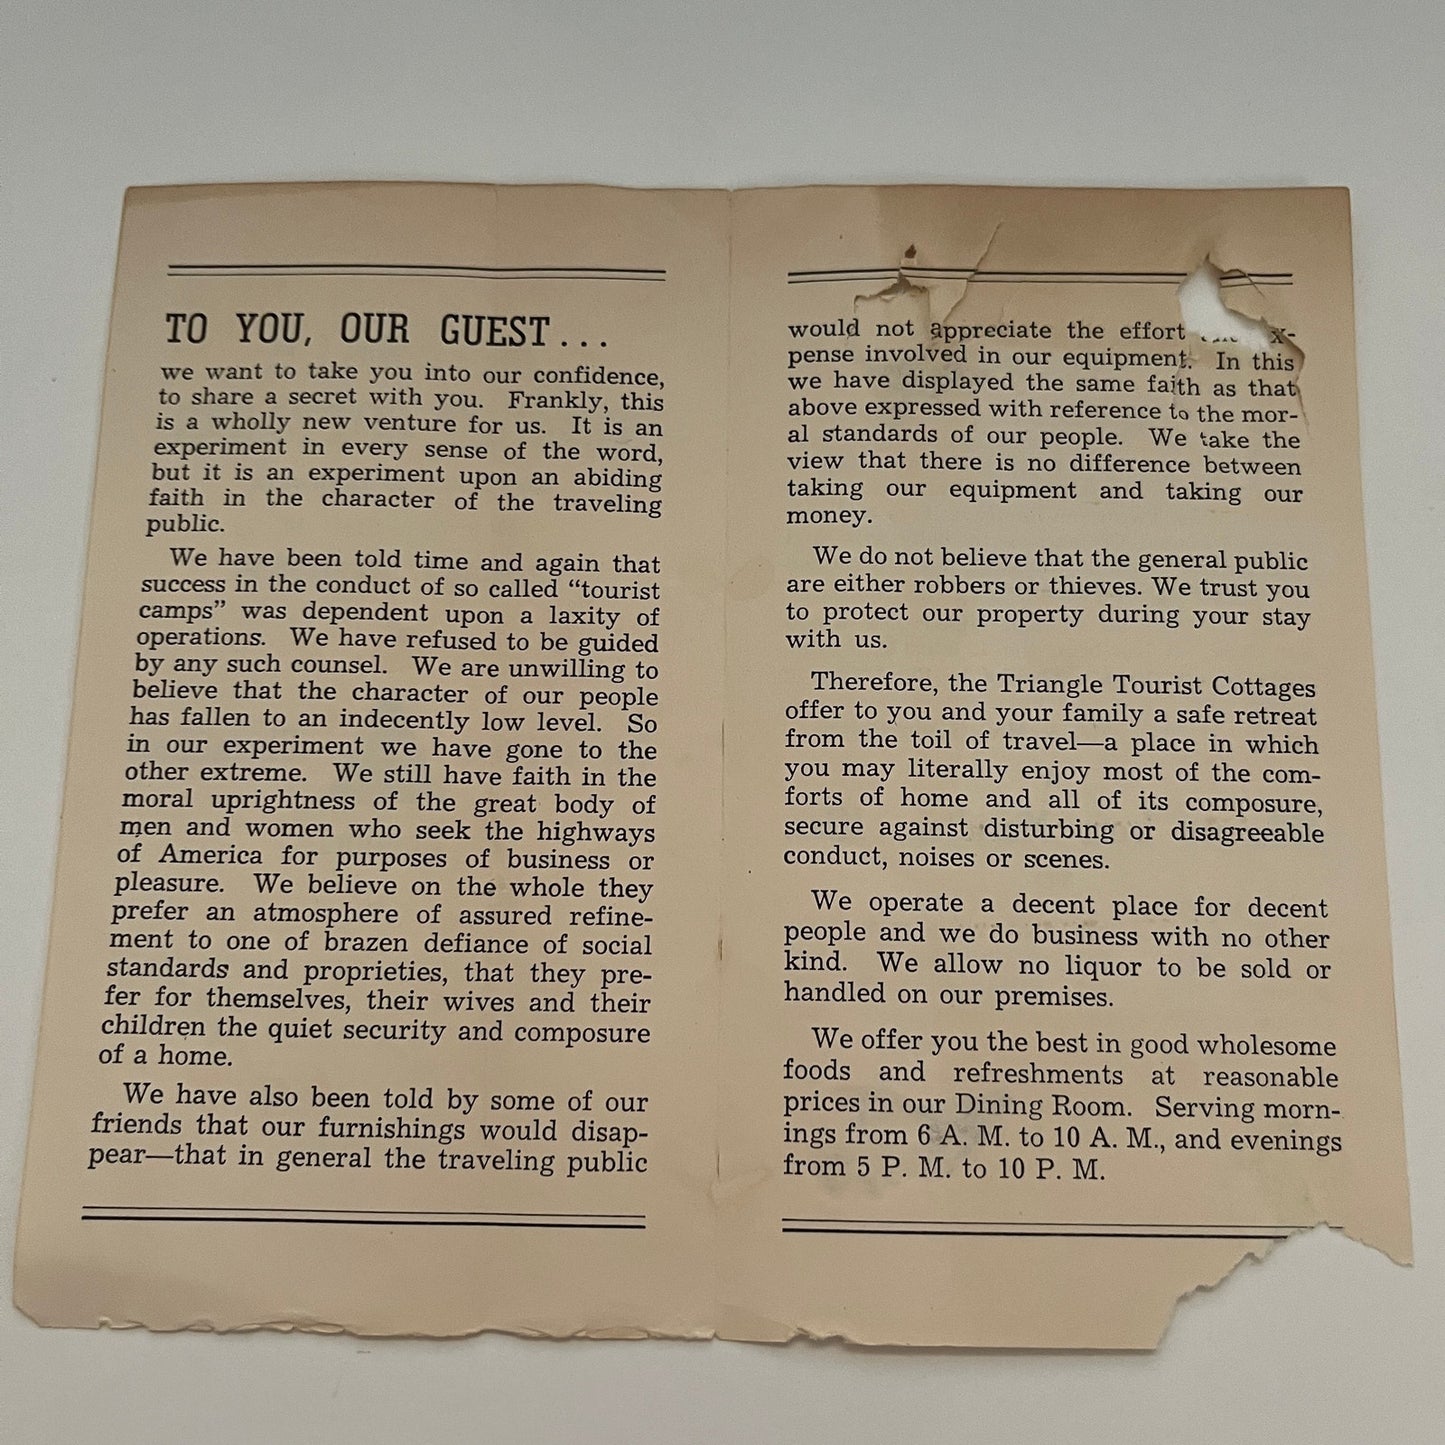 TO YOU, OUR GUEST...
we want to take you into our confidence,
to share a secret with you. Frankly, this
is a wholly new venture for us. It is an
experiment in every sense of the word,
but it is an experiment upon an abiding
faith in the character of the traveling
public.
We have been told time and again that
success in the conduct of so called “tourist
camps” was dependent upon a laxity of
operations. We have refused to be guided
by any such counsel. We are unwilling to
believe that the character of our people
has fallen to an indecently low level. So
in our experiment we have gone to the
other extreme. We still have faith in the
moral uprightness of the great body of
men and women who seek the highways
of America for purposes of business or
pleasure. We believe on the whole they
prefer an atmosphere of assured refine-
ment to one of brazen defiance of social
standards and proprieties, that they pre-
fer for themselves, their wives and their
children the quiet security and composure
of a home.
We have also been told by some of our
friends that our furnishings would disap-
pear—that in general the traveling public
would not appreciate the effort x-
pense involved in our equipment. In this
we have displayed the same faith as that
above expressed with reference to the mor-
al standards of our people. We take the
view that there is no difference between
taking our equipment and taking our
money.
We do not believe that the general public
are either robbers or thieves. We trust you
to protect our property during your stay
with us.
Therefore, the Triangle Tourist Cottages
offer to you and your family a safe retreat
from the toil of travel—a place in which
you may literally enjoy most of the com-
forts of home and all of its composure,
secure against disturbing or disagreeable
conduct, noises or scenes.
We operate a decent place for decent
people and we do business with no other
kind. We allow no liquor to be sold or
handled on our premises.
We offer you the best in good wholesome
foods and refreshments at reasonable
prices in our Dining Room. Serving morn-
ings from 6 A. M. to 10 A. M., and evenings
from 5 P. M. to 10 P. M.